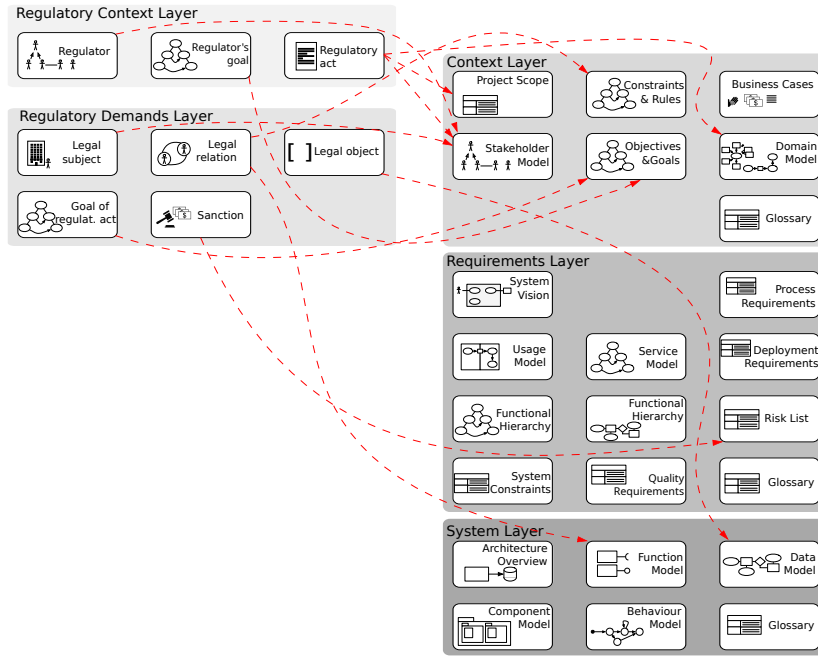 Regulatory Context Layer
Regulator
Regulator's
goal
Regulatory
act
Regulatory Demands Layer
Legal
subject
Legal
relation
[ ] Legal object
Goal of
regulat. act
Sanction
Context Layer
Project Scope
Constraints
& Rules
Business Cases
Stakeholder
Model
Objectives
&Goals
Domain
Model
Glossary
Requirements Layer
System
Vision
Process
Requirements
Usage
Model
Service
Model
Deployment
Requirements
Functional
Hierarchy
Functional
Hierarchy
Risk List
System
Constraints
Quality
Requirements
Glossary
System Layer
Architecture
Overview
Function
Model
Data
Model
Component
Model
Behaviour
Model
Glossary